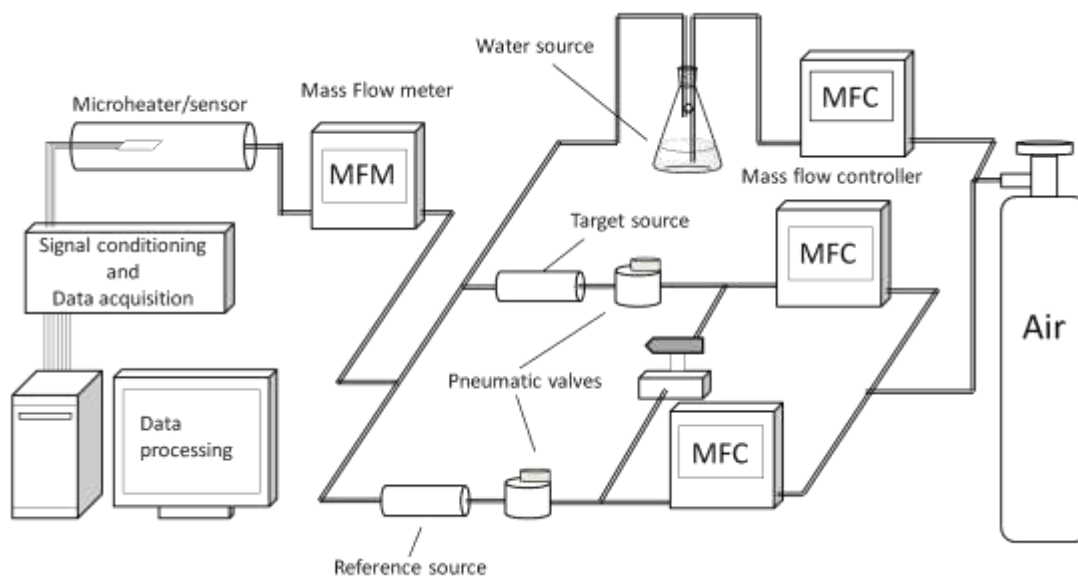 Water source
MFC
Microheater/sensor
Mass Flow meter
MFM
Mass flow controller
Target source
MFC
Signal conditioning
and
Data acquisition
Air
Pneumatic valves
Data
processing
MFC
Reference source